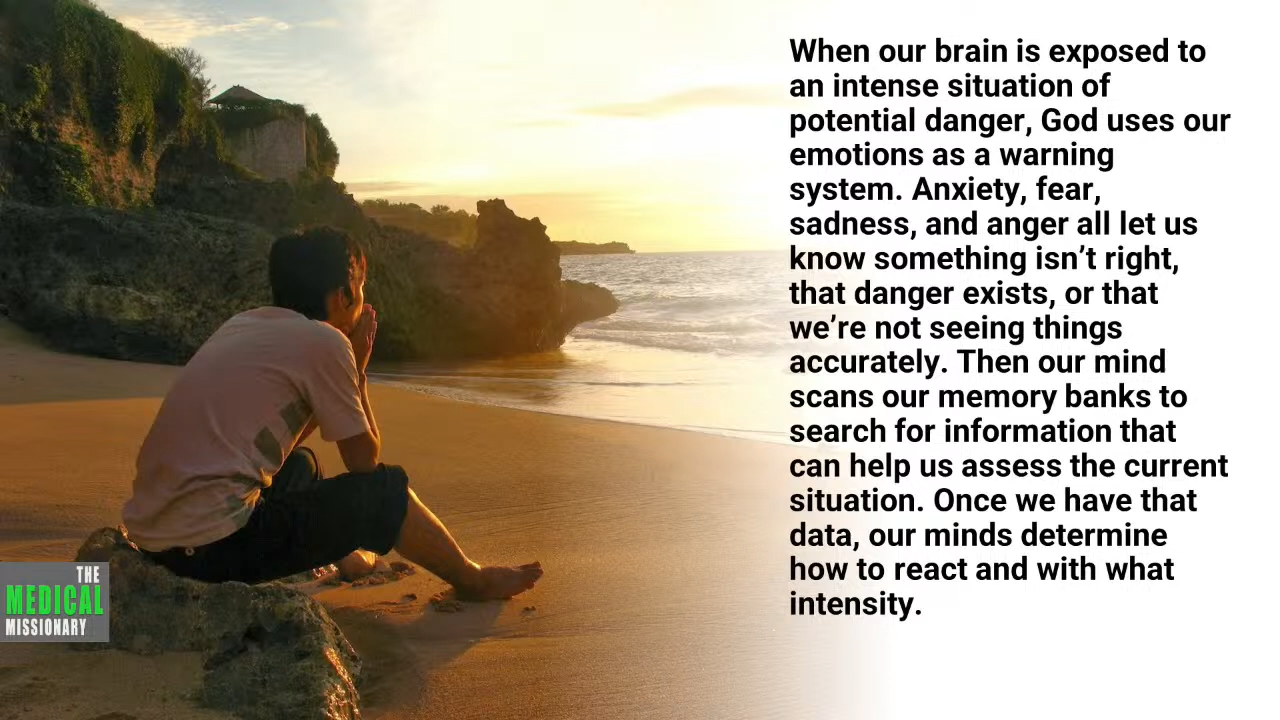 When our brain is exposed to
an intense situation of
potential danger, God uses our
emotions as a warning
system. Anxiety, fear,
sadness, and anger all let us
know something isn’t right,
that danger exists, or that
we’re not seeing things
accurately. Then our mind
scans our memory banks to
search for information that
can help us assess the current
situation. Once we have that
data, our minds determine
how to react and with what
intensity.
THE
MEDICAL
MISSIONARY